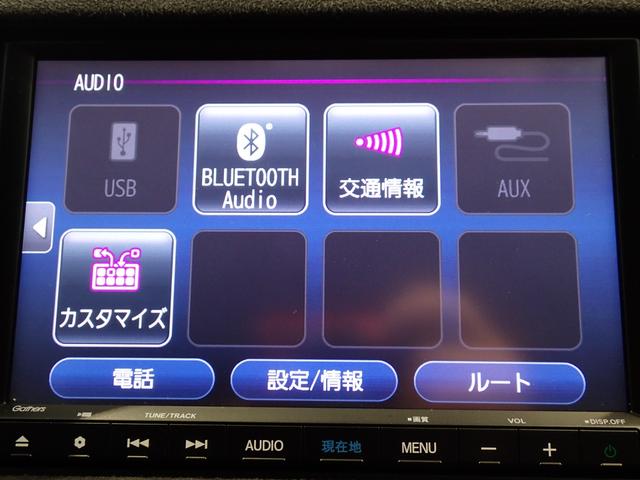 AUDIO
USB
BLUETOOTH
Audio
交通情報
AUX
カスタマイズ
電話
設定/情報
ルート
Gathers
TUNE/TRACK
画質
VOL
DISP.OFF
AUDIO
現在地
MENU